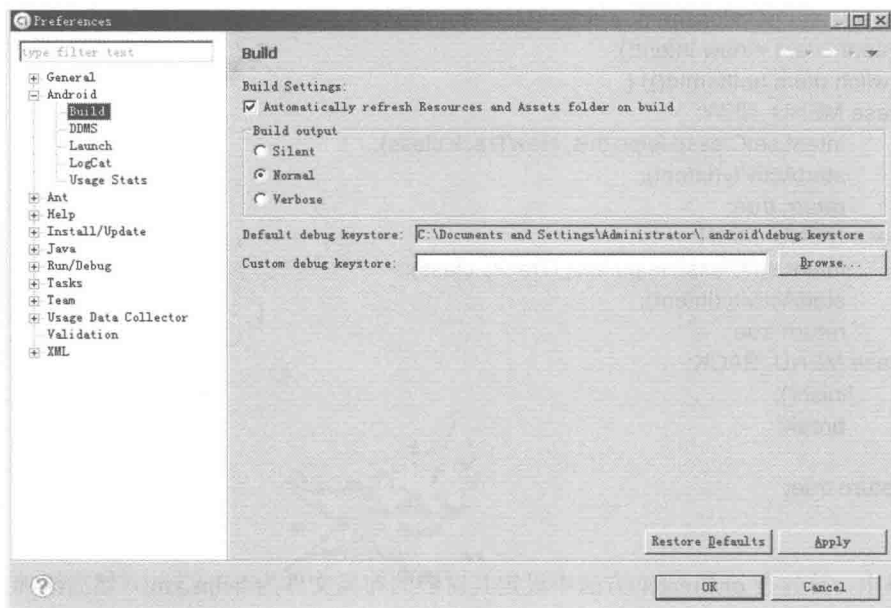 Preferences
type filter text
General
Android
Build
DDMS
Launch
LogCat
Usage Stats
Ant
Help
Install/Update
Java
Run/Debug
Tasks
Team
Usage Data Collector
Validation
XML
Build
Build Settings:
Automatically refresh Resources and Assets folder on build
Build output
Silent
Normal
Verbose
Default debug keystore: C:\Documents and Settings\Administrator\.android\debug.keystore
Custom debug keystore:
Browse...
Restore Defaults
Apply
OK
Cancel